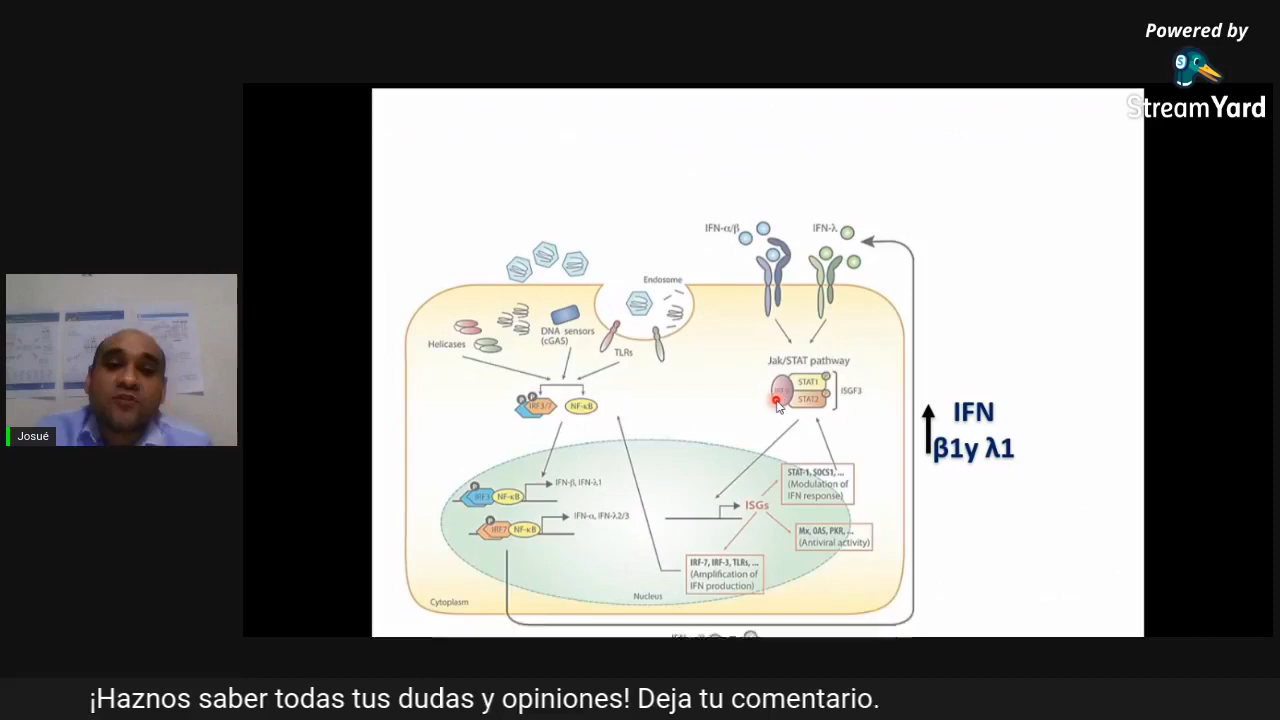 Powered by
StreamYard
IFN-α/β
IFN-λ
Endosome
Helicases
DNA sensors
(cGAS)
TLRs
Jak/STAT pathway
STAT1
STAT2
ISGF3
P
P
IRF3/7
NF-κB
IFN
β1y λ1
P
IRF3
NF-κB
IFN-β, IFN-λ1
P
IRF7
NF-κB
IFN-α, IFN-λ2/3
ISGs
STAT-1, SOCS1, ...
(Modulation of
IFN response)
Mx, OAS, PKR, ...
(Antiviral activity)
IRF-7, IRF-3, TLRs, ...
(Amplification of
IFN production)
Nucleus
Cytoplasm
Josué
¡Haznos saber todas tus dudas y opiniones! Deja tu comentario.